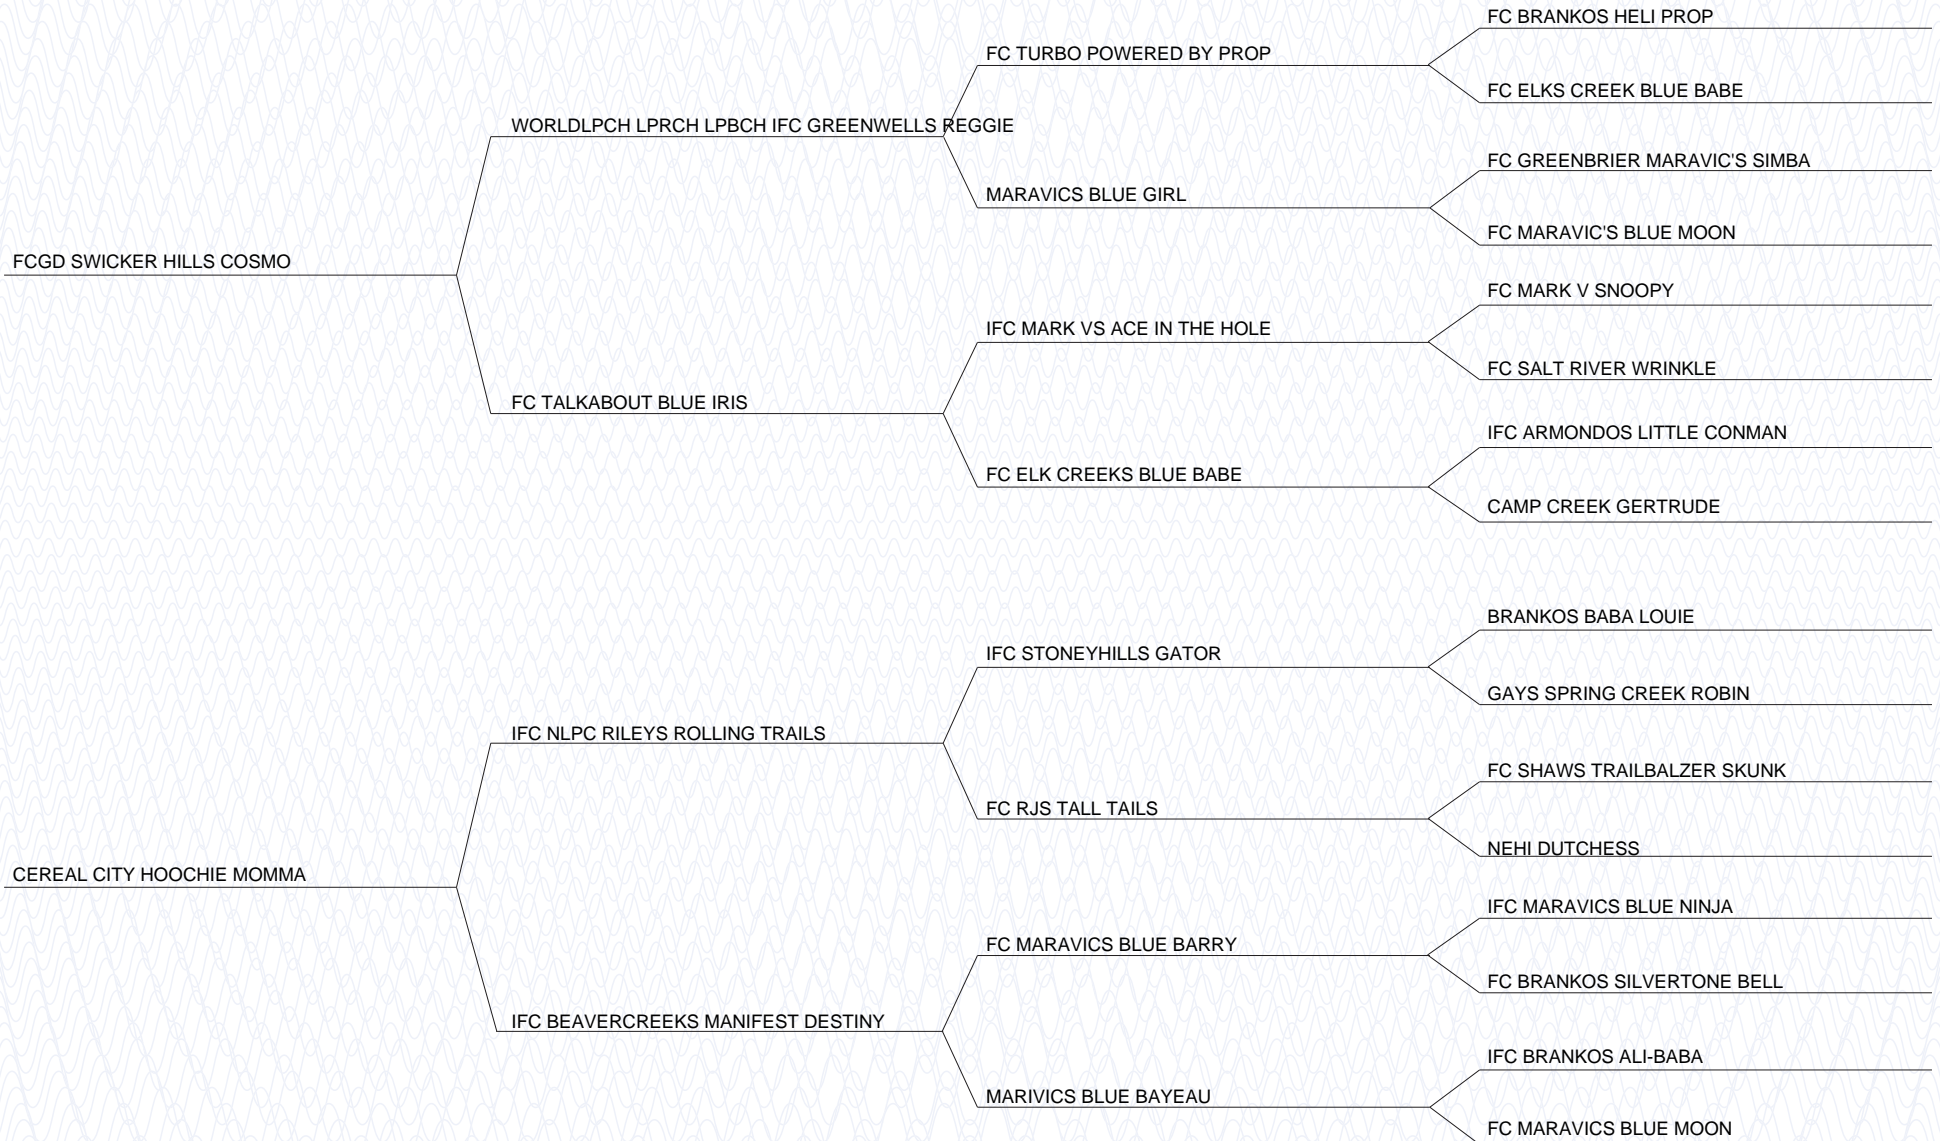 FC BRANKOS HELI PROP
FC TURBO POWERED BY PROP
FC ELKS CREEK BLUE BABE
WORLDLPCH LPRCH LPBCH IFC GREENWELLS REGGIE
FC GREENBRIER MARAVIC'S SIMBA
MARAVICS BLUE GIRL
FC MARAVIC'S BLUE MOON
FCGD SWICKER HILLS COSMO
FC MARK V SNOOPY
IFC MARK VS ACE IN THE HOLE
FC SALT RIVER WRINKLE
FC TALKABOUT BLUE IRIS
IFC ARMONDOS LITTLE CONMAN
FC ELK CREEKS BLUE BABE
CAMP CREEK GERTRUDE
BRANKOS BABA LOUIE
IFC STONEYHILLS GATOR
GAYS SPRING CREEK ROBIN
IFC NLPC RILEYS ROLLING TRAILS
FC SHAWS TRAILBALZER SKUNK
FC RJS TALL TAILS
NEHI DUTCHESS
CEREAL CITY HOOCHIE MOMMA
IFC MARAVICS BLUE NINJA
FC MARAVICS BLUE BARRY
FC BRANKOS SILVERTONE BELL
IFC BEAVERCREEKS MANIFEST DESTINY
IFC BRANKOS ALI-BABA
MARIVICS BLUE BAYEAU
FC MARAVICS BLUE MOON